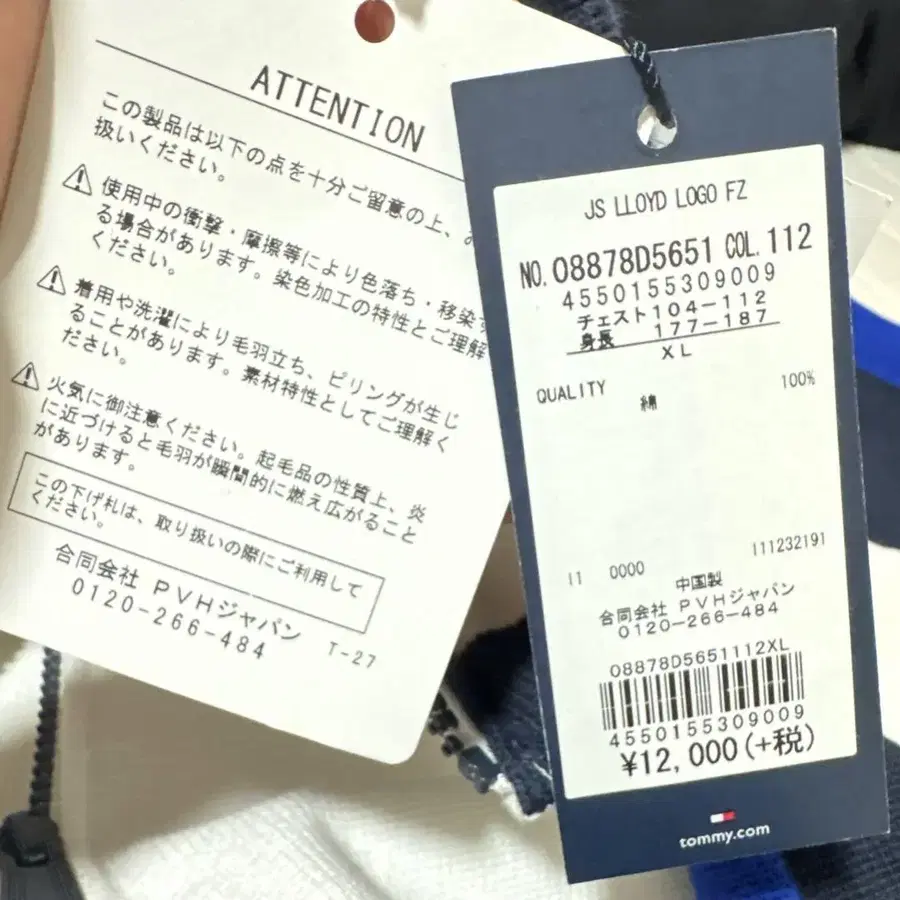 ATTENTION
この製品は以下の点を十分ご留意の上、お
扱いください。
使用中の衝撃・摩擦等により色落ち・移染す
る場合があります。染色加工の特性とご理解
ください。
着用や洗濯により毛羽立ち、ピリングが生じ
ることがあります。素材特性としてご理解く
ださい。
火気に御注意ください。起毛品の性質上、炎
に近づけると毛羽が瞬間的に燃え広がること
があります。
この下げ札は、取り扱いの際にご利用して
ください。
合同会社 PVHジャパン
0120-266-484
T-27
JS LLOYD LOGO FZ
NO. 08878D5651 COL. 112
4550155309009
チェスト104-112
身長 177-187
XL
QUALITY
綿 100%
11 0000 111232191
中国製
合同会社 PVHジャパン
0120-266-484
08878D5651112XL
4550155309009
¥12,000(+税)
tommy.com